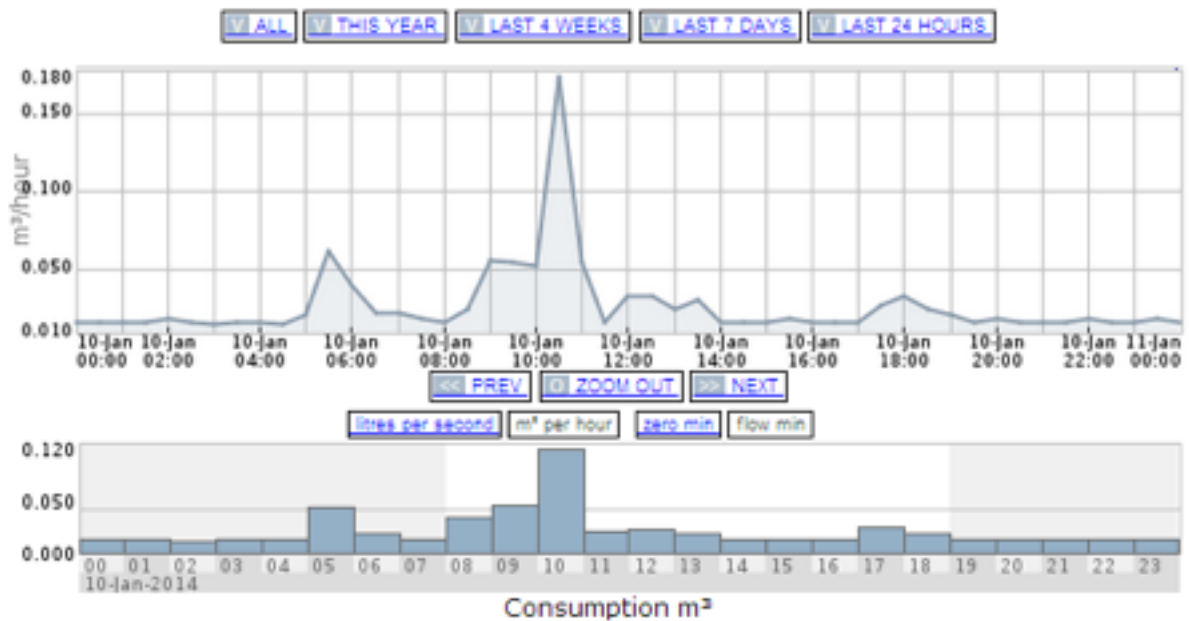 V ALL V THIS YEAR V LAST 4 WEEKS V LAST 7 DAYS V LAST 24 HOURS
0.180
0.150
0.100
0.050
0.010
m³/hour
10-Jan 10-Jan 10-Jan 10-Jan 10-Jan 10-Jan 10-Jan 10-Jan 10-Jan 10-Jan 10-Jan 10-Jan 11-Jan
00:00 02:00 04:00 06:00 08:00 10:00 12:00 14:00 16:00 18:00 20:00 22:00 00:00
<< PREV O ZOOM OUT >> NEXT
litres per second m³ per hour zero min flow min
0.120
0.050
0.000
00 01 02 03 04 05 06 07 08 09 10 11 12 13 14 15 16 17 18 19 20 21 22 23
10-Jan-2014
Consumption m³